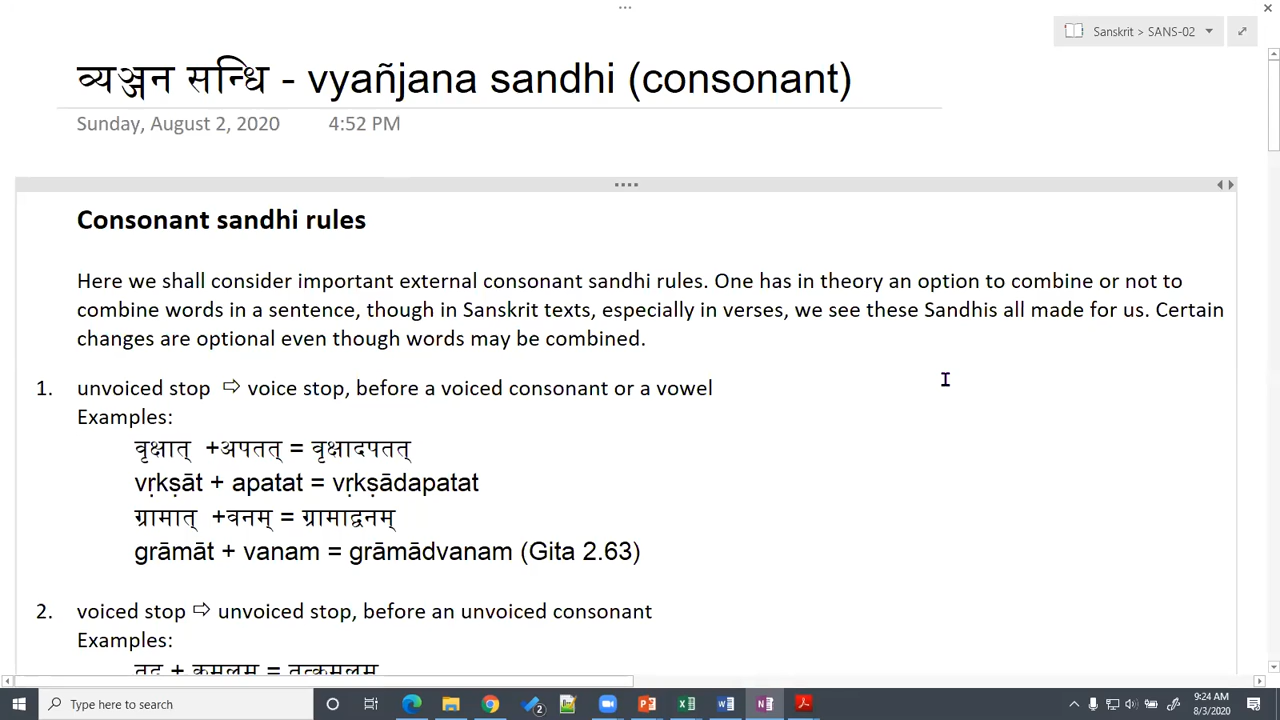 Sanskrit > SANS-02
व्यञ्जन सन्धि - vyañjana sandhi (consonant)
Sunday, August 2, 2020 4:52 PM
Consonant sandhi rules
Here we shall consider important external consonant sandhi rules. One has in theory an option to combine or not to
combine words in a sentence, though in Sanskrit texts, especially in verses, we see these Sandhis all made for us. Certain
changes are optional even though words may be combined.
1. unvoiced stop ⇨ voice stop, before a voiced consonant or a vowel
Examples:
वृक्षात् +अपतत् = वृक्षादपतत्
vṛkṣāt + apatat = vṛkṣādapatat
ग्रामात् +वनम् = ग्रामाद्वनम्
grāmāt + vanam = grāmādvanam (Gita 2.63)
2. voiced stop ⇨ unvoiced stop, before an unvoiced consonant
Examples:
तद् + कमलम् = तत्कमलम्
Type here to search
2
9:24 AM
8/3/2020